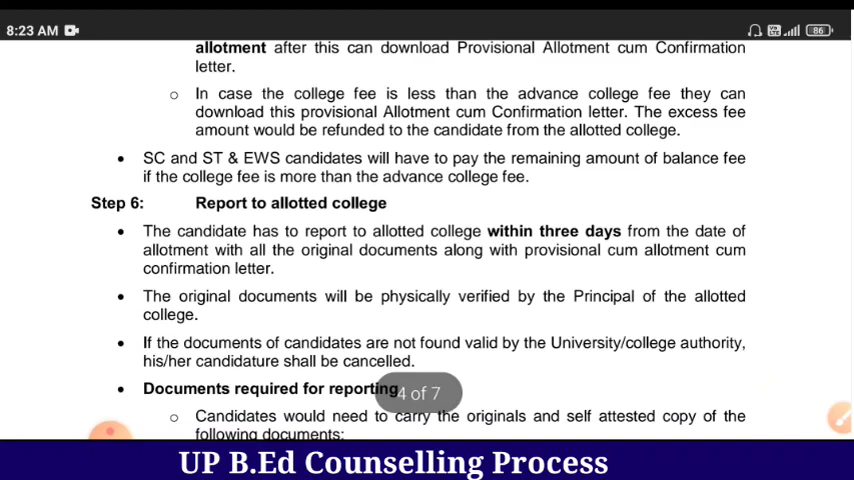 8:23 AM
86
allotment after this can download Provisional Allotment cum Confirmation
letter.
o In case the college fee is less than the advance college fee they can
download this provisional Allotment cum Confirmation letter. The excess fee
amount would be refunded to the candidate from the allotted college.
• SC and ST & EWS candidates will have to pay the remaining amount of balance fee
if the college fee is more than the advance college fee.
Step 6: Report to allotted college
• The candidate has to report to allotted college within three days from the date of
allotment with all the original documents along with provisional cum allotment cum
confirmation letter.
• The original documents will be physically verified by the Principal of the allotted
college.
• If the documents of candidates are not found valid by the University/college authority,
his/her candidature shall be cancelled.
• Documents required for reporting
4 of 7
o Candidates would need to carry the originals and self attested copy of the
following documents:
UP B.Ed Counselling Process